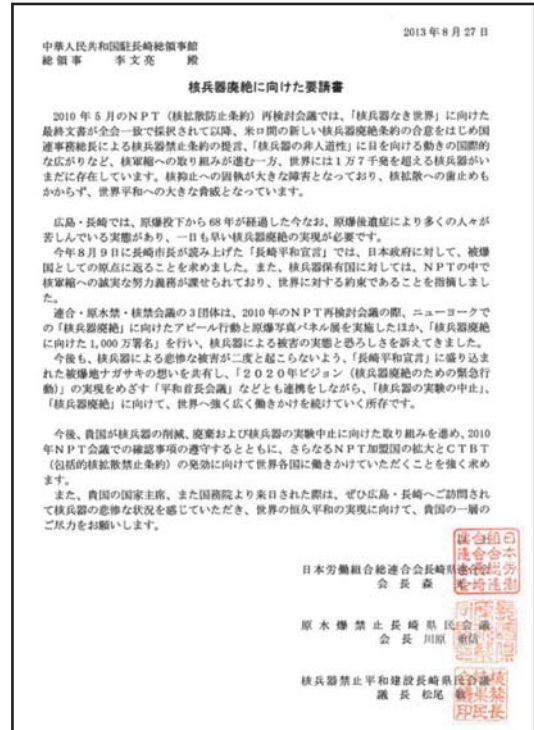 2013年8月27日
中華人民共和国駐長崎総領事館
総領事　李文亮　殿
核兵器廃絶に向けた要請書
2010年5月のNPT（核拡散防止条約）再検討会議では、「核兵器なき世界」に向けた
最終文書が全会一致で採択されて以降、米ロ間の新しい核廃絶条約の合意をはじめ国
連事務総長による核兵器禁止条約の提言、「核兵器の非人道性」に目を向ける動きの国際的
な広がりなど、核軍縮への取り組みが進む一方、世界には1万7千発を超える核兵器がい
まだに存在しています。核抑止への固執が大きな障害となっており、核拡散への歯止めも
かからず、世界平和への大きな脅威となっています。
広島・長崎では、原爆投下から68年が経過した今なお、原爆後遺症により多くの人々が
苦しんでいる実態があり、一日も早い核兵器廃絶の実現が必要です。
今年8月9日に長崎市長が読み上げた「長崎平和宣言」では、日本政府に対して、被爆
国としての原点に返ることを求めました。また、核兵器保有国に対しては、NPTの中で
核軍縮への誠実な努力義務が課せられており、世界に対する約束であることを指摘しまし
た。
連合・原水禁・核禁会議の3団体は、2010年のNPT再検討会議の際、ニューヨークで
の「核兵器廃絶」に向けたアピール行動と原爆写真パネル展を実施したほか、「核兵器廃絶
に向けた1,000万署名」を行い、核兵器による被害の実態と恐ろしさを訴えてきました。
今後も、核兵器による悲惨な被害が二度と起こらないよう、「長崎平和宣言」に盛り込ま
れた被爆地ナガサキの想いを共有し、「2020年ビジョン（核兵器廃絶のための緊急行
動）」の実現をめざす「平和首長会議」などとも連携をしながら、「核兵器の実験の中止」、
「核兵器廃絶」に向けて、世界へ強く広く働きかけを続けていく所存です。
今後、貴国が核兵器の削減、廃棄および核兵器の実験中止に向けた取り組みを進め、2010
年NPT会議での確認事項の遵守するとともに、さらなるNPT加盟国の拡大とCTBT
（包括的核拡散禁止条約）の発効に向けて世界各国に働きかけていただくことを強く求め
ます。
また、貴国の国家主席、また国務院より来日された際は、ぜひ広島・長崎へご訪問され
て核兵器の悲惨な状況を感じていただき、世界の恒久平和の実現に向けて、貴国の一層の
ご尽力をお願いします。
日本労働組合総連合会長崎県連合会
会長　森
原水爆禁止長崎県民会議
会長　川原　重信
核兵器禁止平和建設長崎県民会議
議長　松尾